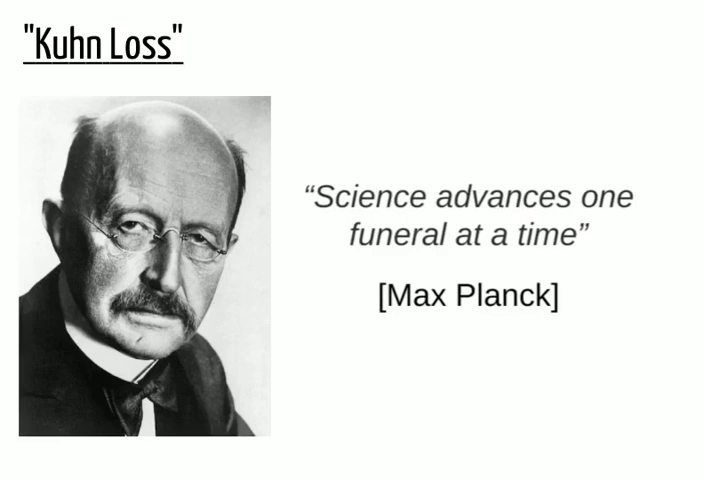 "Kuhn Loss"
“Science advances one
funeral at a time”
[Max Planck]